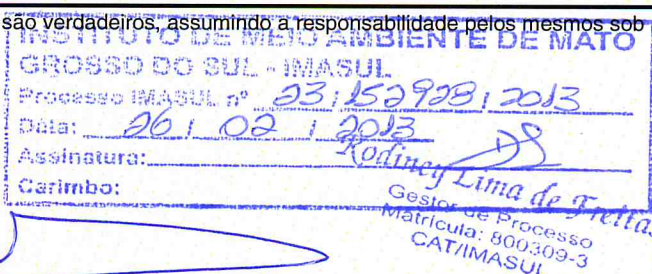 são verdadeiros, assumindo a responsabilidade pelos mesmos sob
INSTITUTO DE MEIO AMBIENTE DE MATO
GROSSO DO SUL - IMASUL
Processo IMASUL nº 23/152928/2013
Data: 26/02/2013
Assinatura:
Carimbo:
Rodiney Lima de Freitas
Gestor de Processo
Matrícula: 800309-3
CAT/IMASUL